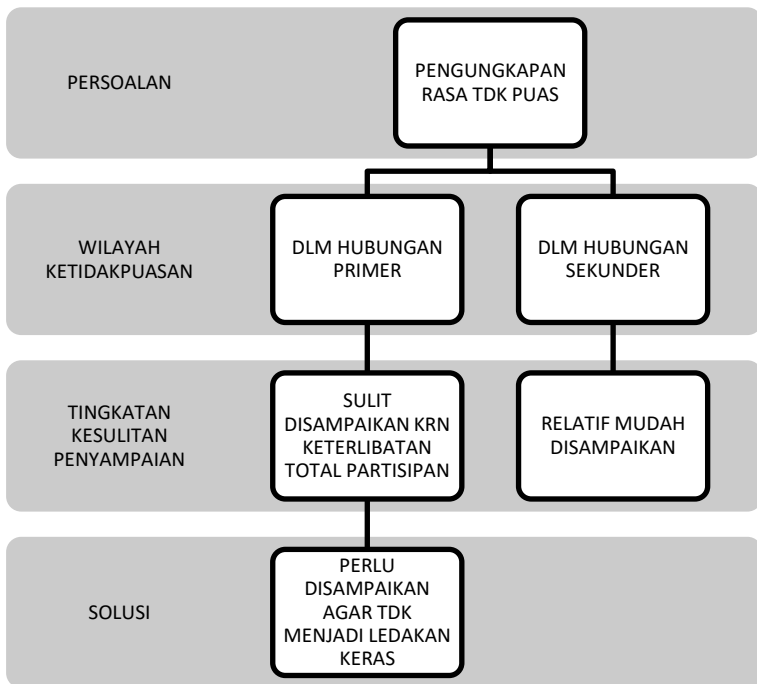 PERSOALAN
PENGUNGKAPAN
RASA TDK PUAS
WILAYAH
KETIDAKPUASAN
DLM HUBUNGAN
PRIMER
DLM HUBUNGAN
SEKUNDER
TINGKATAN
KESULITAN
PENYAMPAIAN
SULIT
DISAMPAIKAN KRN
KETERLIBATAN
TOTAL PARTISIPAN
RELATIF MUDAH
DISAMPAIKAN
SOLUSI
PERLU
DISAMPAIKAN
AGAR TDK
MENJADI LEDAKAN
KERAS